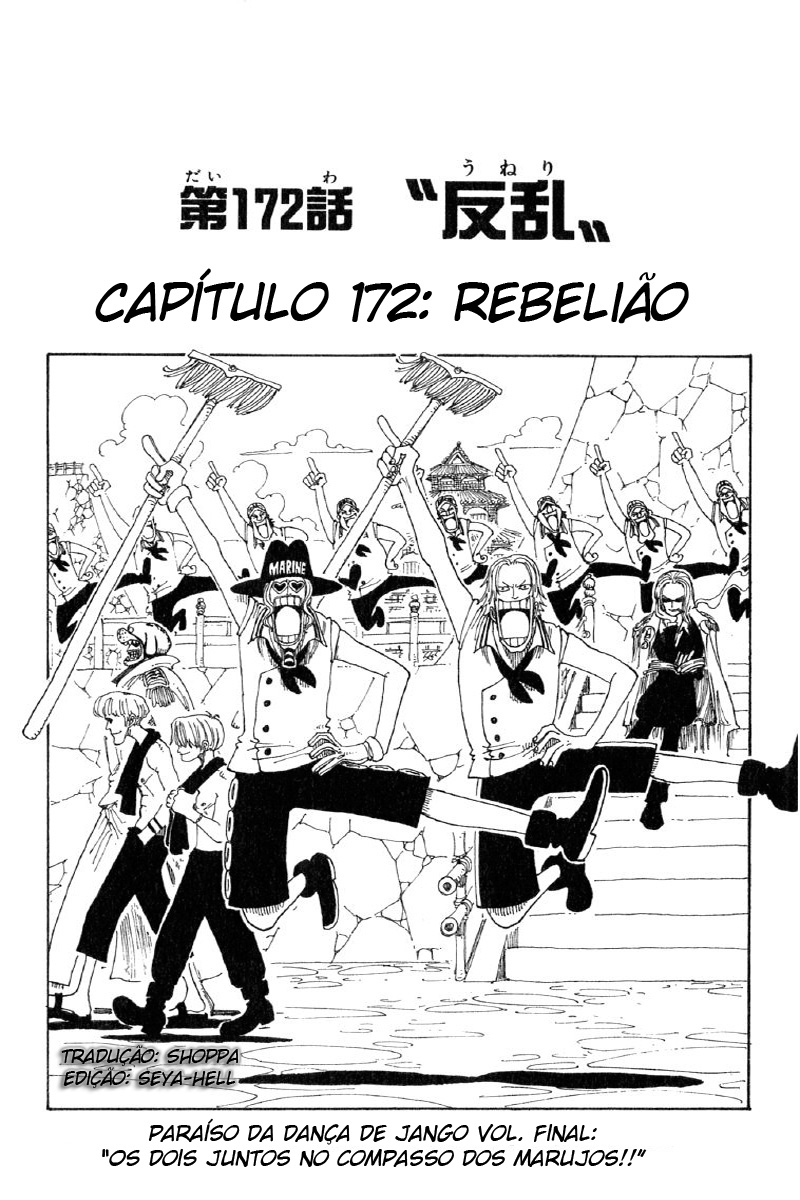 だい わ うねり
第172話 〝反乱〟
CAPÍTULO 172: REBELIÃO
MARINE
TRADUÇÃO: SHOPPA
EDIÇÃO: SEYA-HELL
PARAÍSO DA DANÇA DE JANGO VOL. FINAL:
"OS DOIS JUNTOS NO COMPASSO DOS MARUJOS!!"